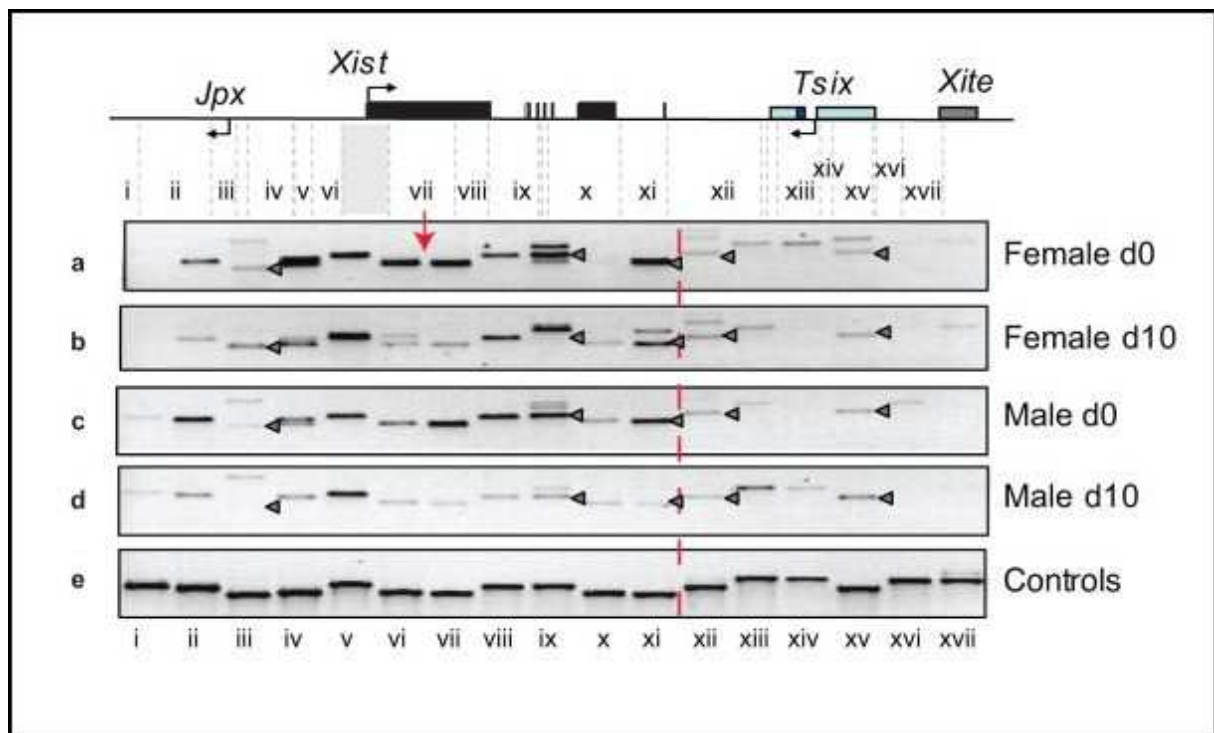 Jpx Xist Tsix Xite
i ii iii iv v vi vii viii ix x xi xii xiii xiv xv xvi xvii
a Female d0
b Female d10
c Male d0
d Male d10
e Controls
i ii iii iv v vi vii viii ix x xi xii xiii xiv xv xvi xvii